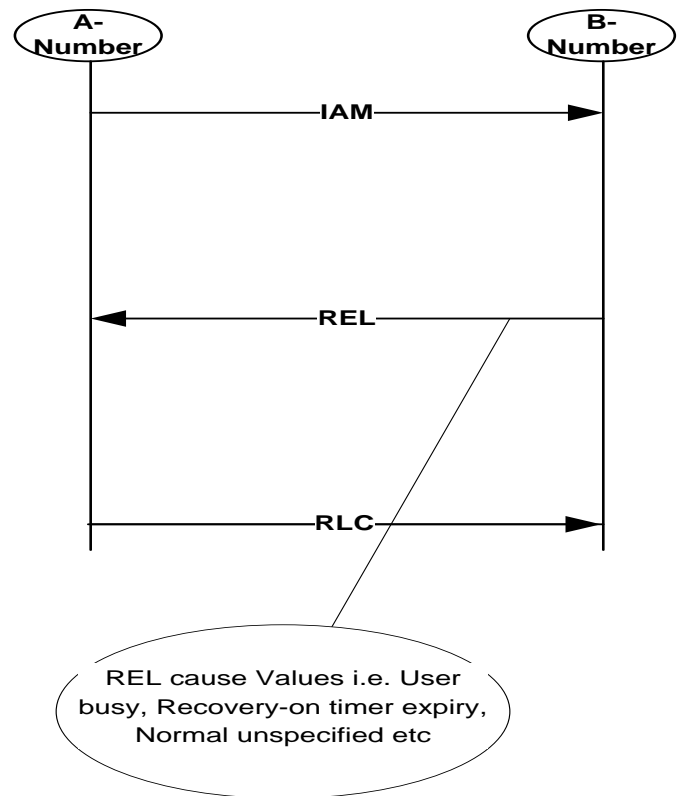 A-
Number
B-
Number
IAM
REL
RLC
REL cause Values i.e. User
busy, Recovery-on timer expiry,
Normal unspecified etc